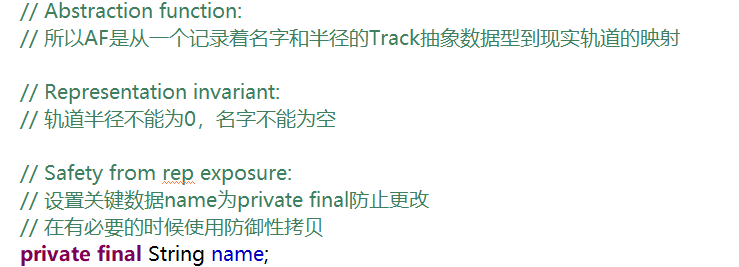 // Abstraction function:
// 所以AF是从一个记录着名字和半径的Track抽象数据型到现实轨道的映射
// Representation invariant:
// 轨道半径不能为0，名字不能为空
// Safety from rep exposure:
// 设置关键数据name为private final防止更改
// 在有必要的时候使用防御性拷贝
private final String name;